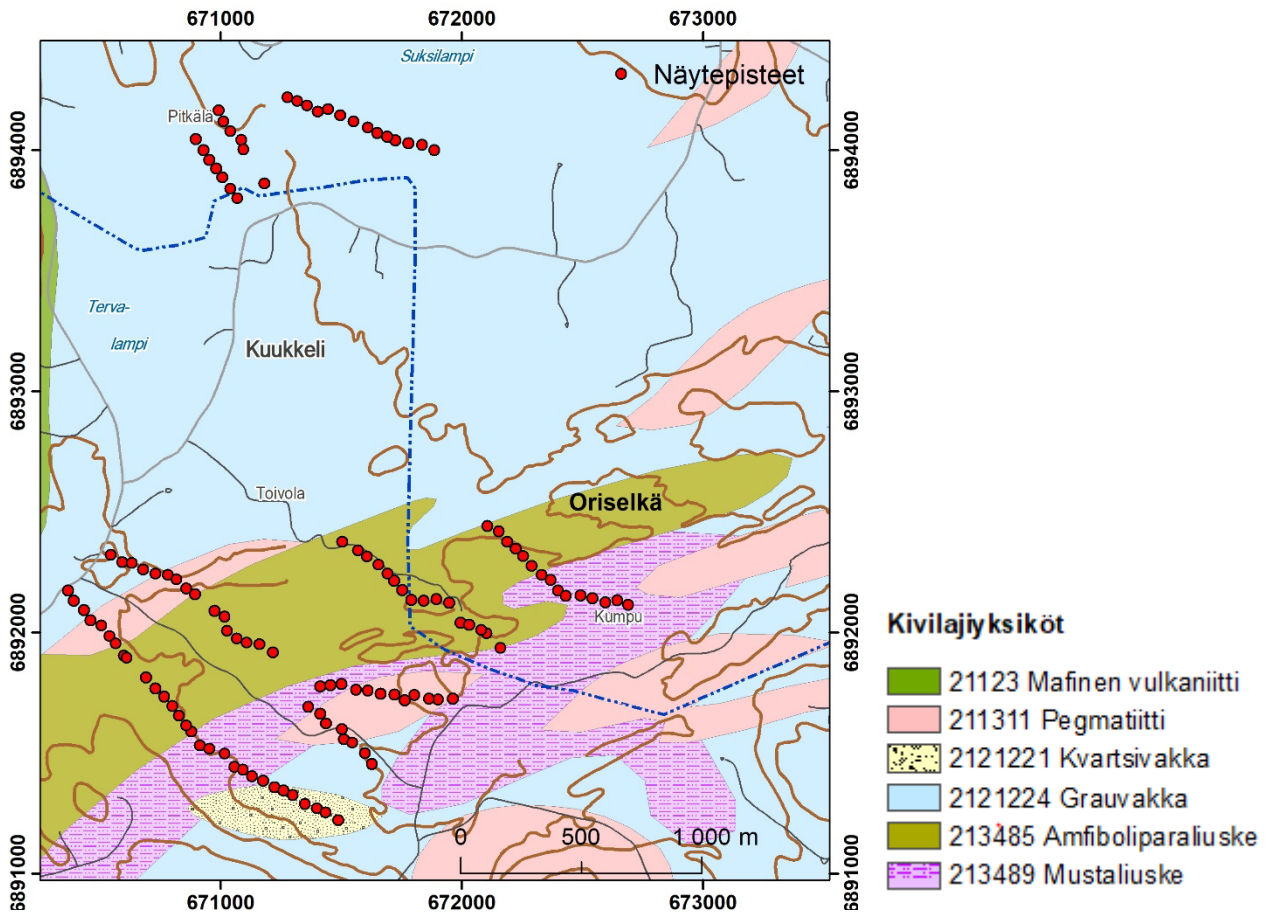 671000 672000 673000
Suksilampi
Näytepisteet
Pitkälä
6894000 6894000
Terva-
lampi
Kuukkeli
6893000 6893000
Toivola
Oriselkä
6892000 6892000
Kumpu
0 500 1 000 m
6891000 6891000
671000 672000 673000
Kivilajiyksiköt
21123 Mafinen vulkaniitti
211311 Pegmatiitti
2121221 Kvartsivakka
2121224 Grauvakka
213485 Amfiboliparaliuske
213489 Mustaliuske